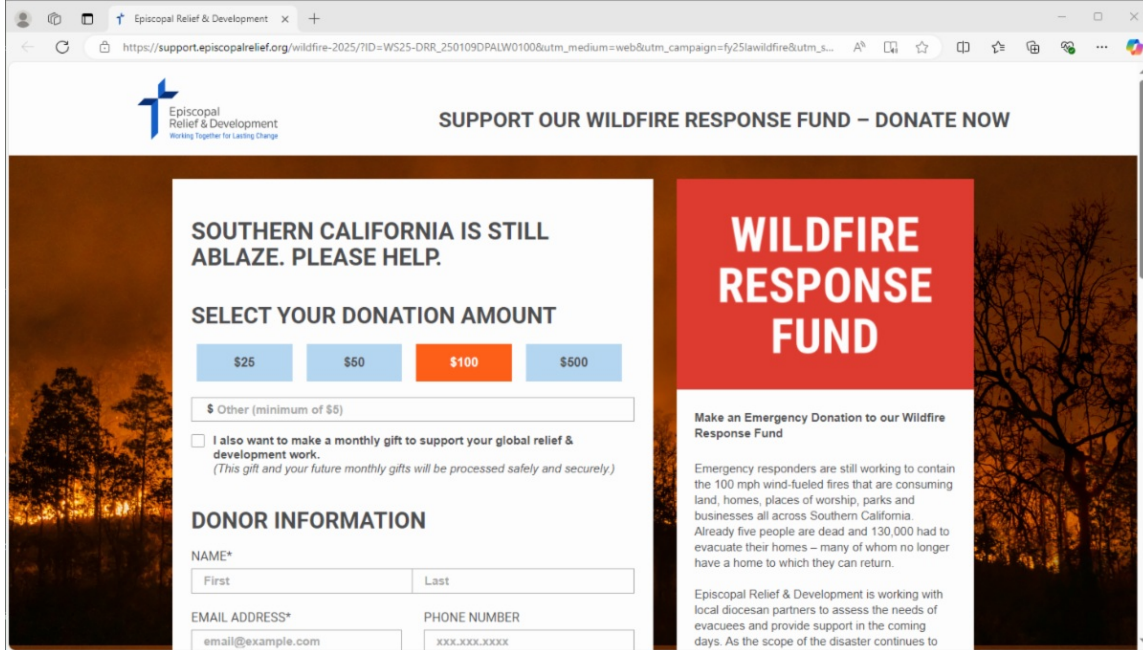 Episcopal Relief & Development
https://support.episcopalrelief.org/wildfire-2025/?ID=WS25-DRR_250109DPALW0100&utm_medium=web&utm_campaign=fy25lawildfire&utm_s...
Episcopal
Relief & Development
Working Together for Lasting Change
SUPPORT OUR WILDFIRE RESPONSE FUND – DONATE NOW
SOUTHERN CALIFORNIA IS STILL
ABLAZE. PLEASE HELP.
SELECT YOUR DONATION AMOUNT
$25
$50
$100
$500
$ Other (minimum of $5)
I also want to make a monthly gift to support your global relief &
development work.
(This gift and your future monthly gifts will be processed safely and securely.)
DONOR INFORMATION
NAME*
First
Last
EMAIL ADDRESS*
PHONE NUMBER
email@example.com
xxx.xxx.xxxx
WILDFIRE
RESPONSE
FUND
Make an Emergency Donation to our Wildfire
Response Fund
Emergency responders are still working to contain
the 100 mph wind-fueled fires that are consuming
land, homes, places of worship, parks and
businesses all across Southern California.
Already five people are dead and 130,000 had to
evacuate their homes – many of whom no longer
have a home to which they can return.
Episcopal Relief & Development is working with
local diocesan partners to assess the needs of
evacuees and provide support in the coming
days. As the scope of the disaster continues to